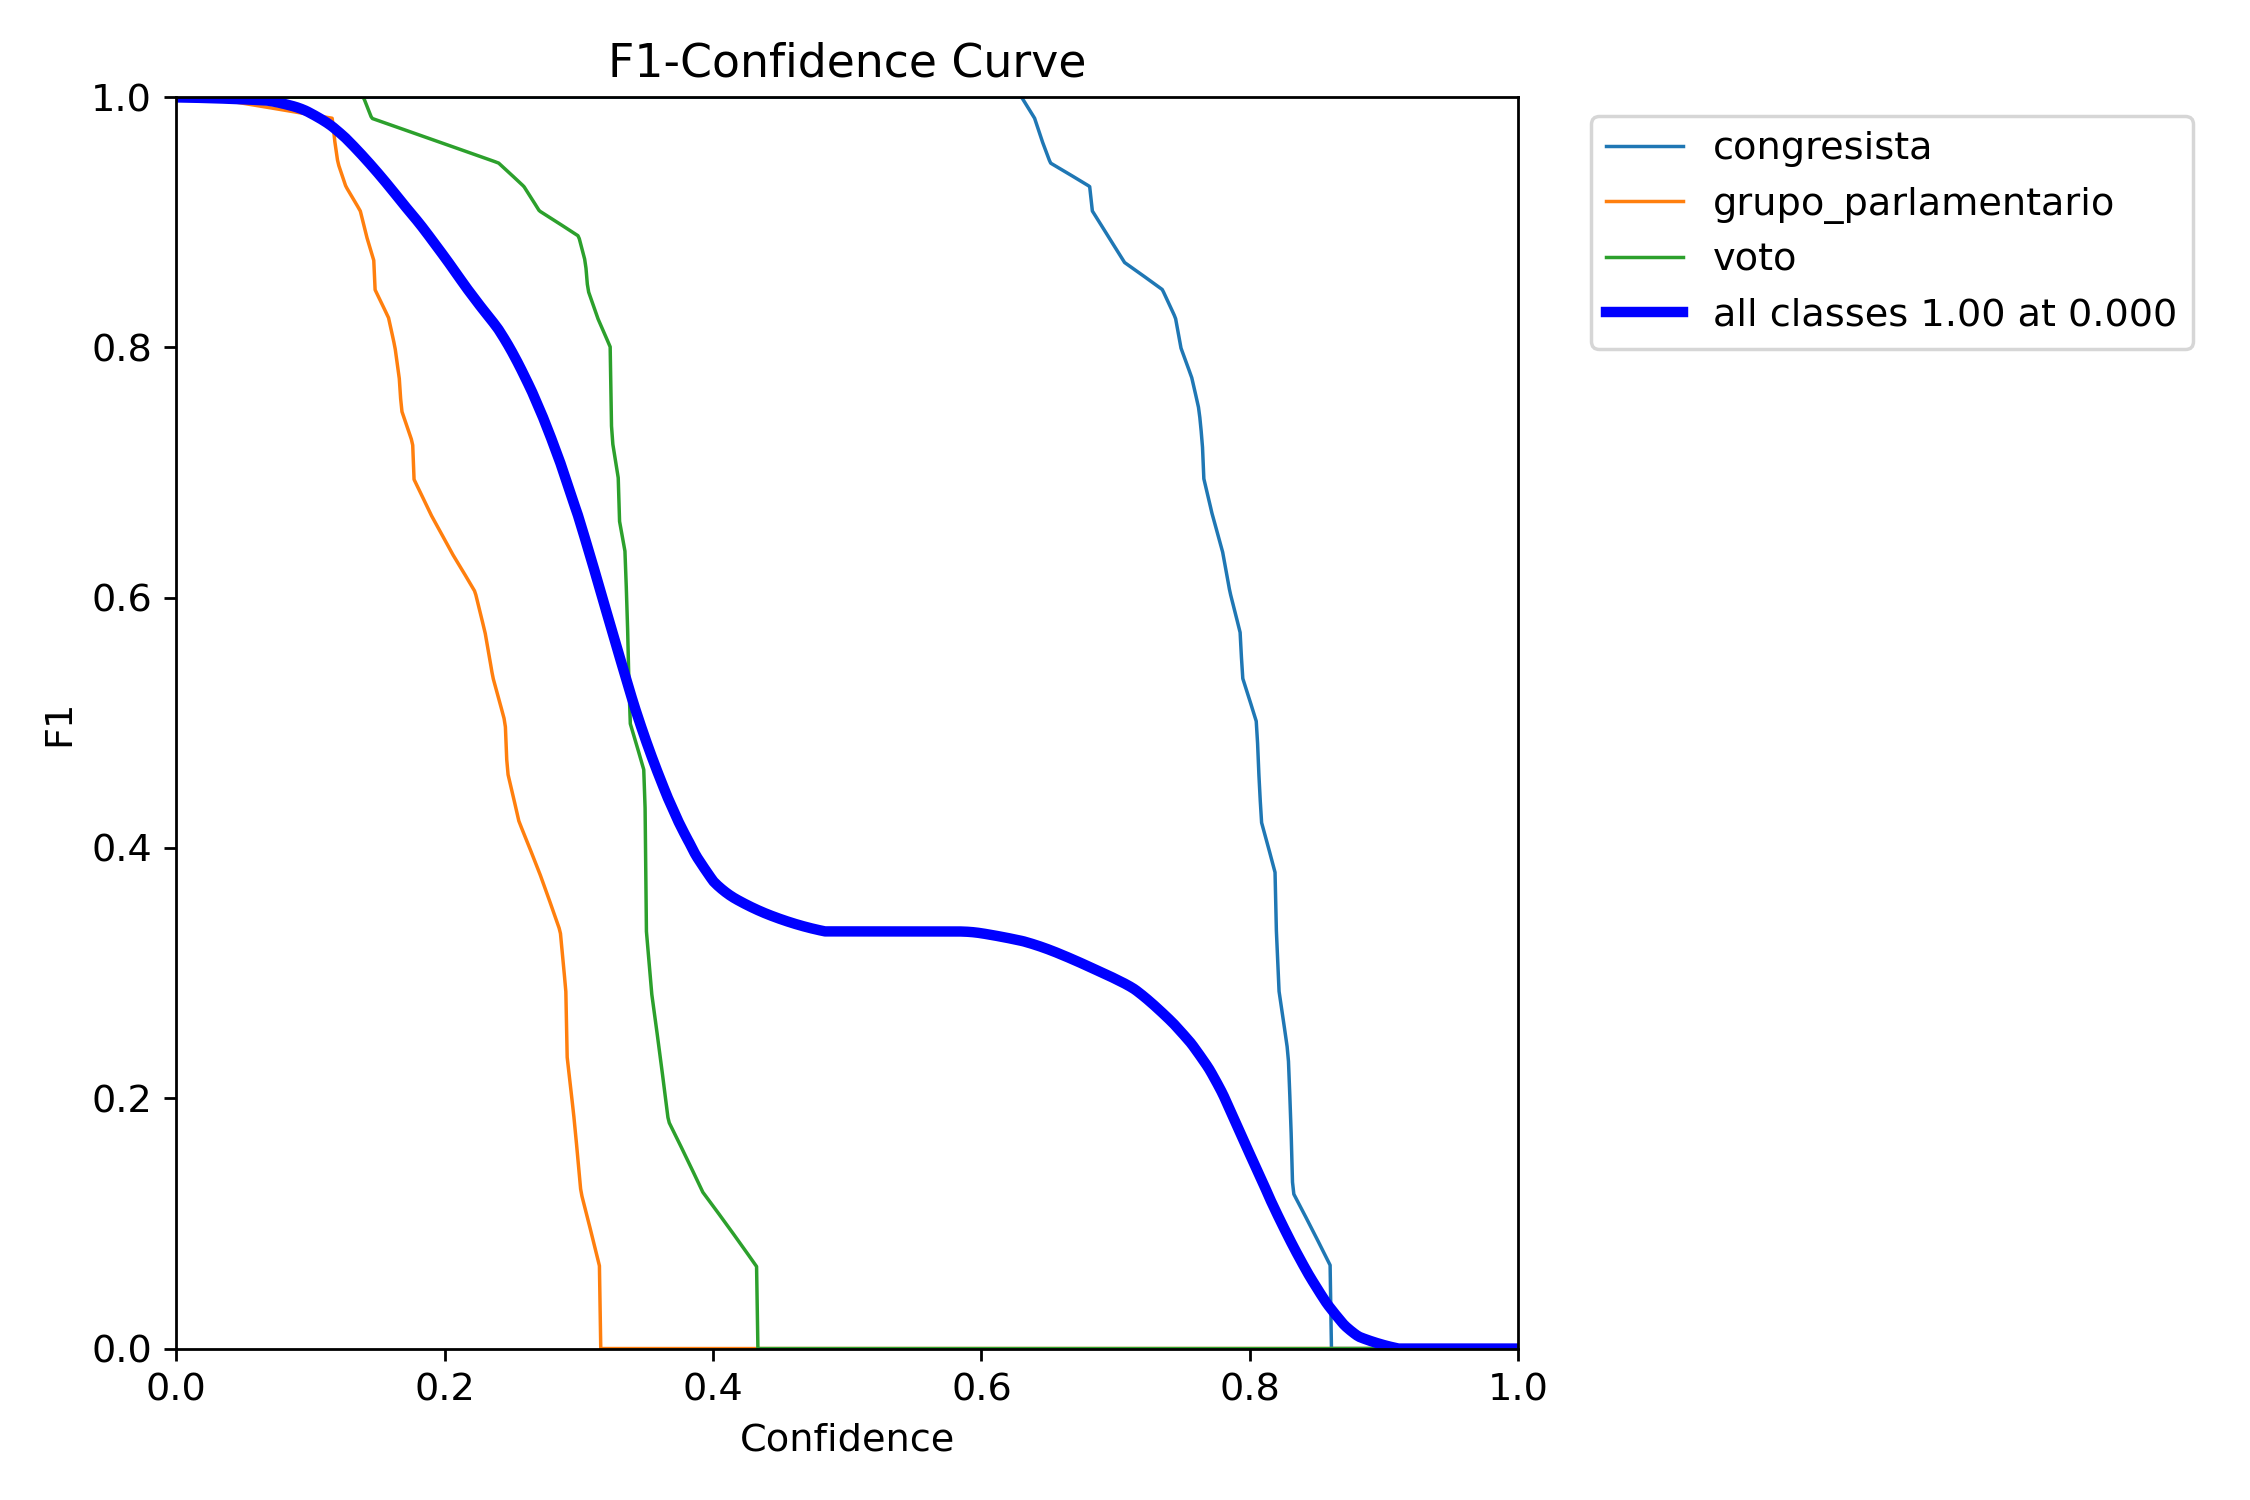 F1-Confidence Curve
1.0
0.8
0.6
0.4
0.2
0.0
F1
0.0 0.2 0.4 0.6 0.8 1.0
Confidence
congresista
grupo_parlamentario
voto
all classes 1.00 at 0.000